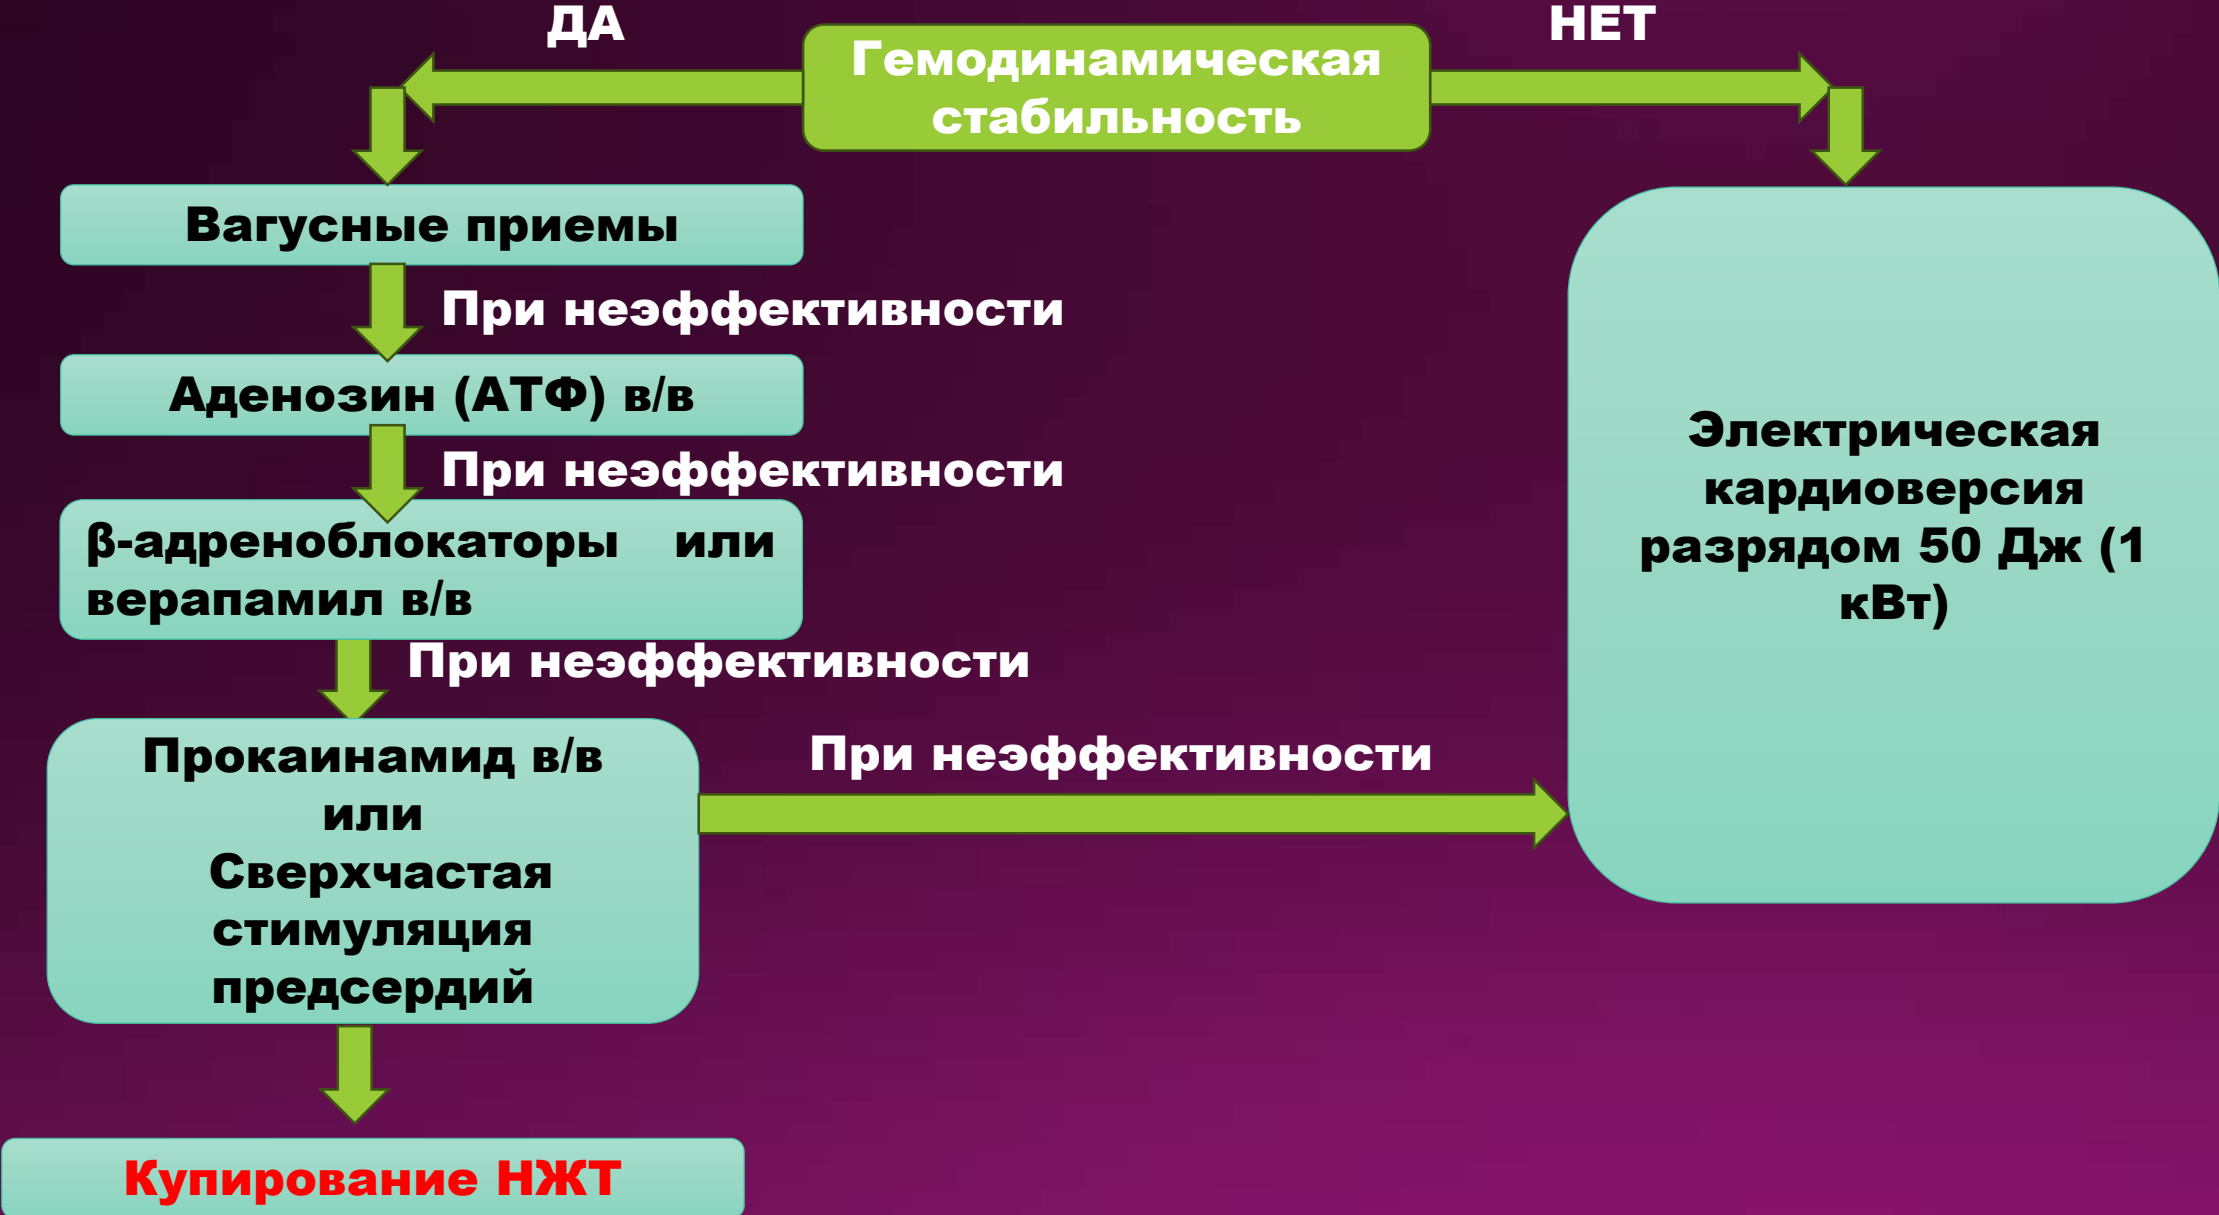 ДА
НЕТ
Гемодинамическая
стабильность
Вагусные приемы
При неэффективности
Аденозин (АТФ) в/в
При неэффективности
β-адреноблокаторы или
верапамил в/в
При неэффективности
Прокаинамид в/в
или
Сверхчастая
стимуляция
предсердий
При неэффективности
Электрическая
кардиоверсия
разрядом 50 Дж (1
кВт)
Купирование НЖТ